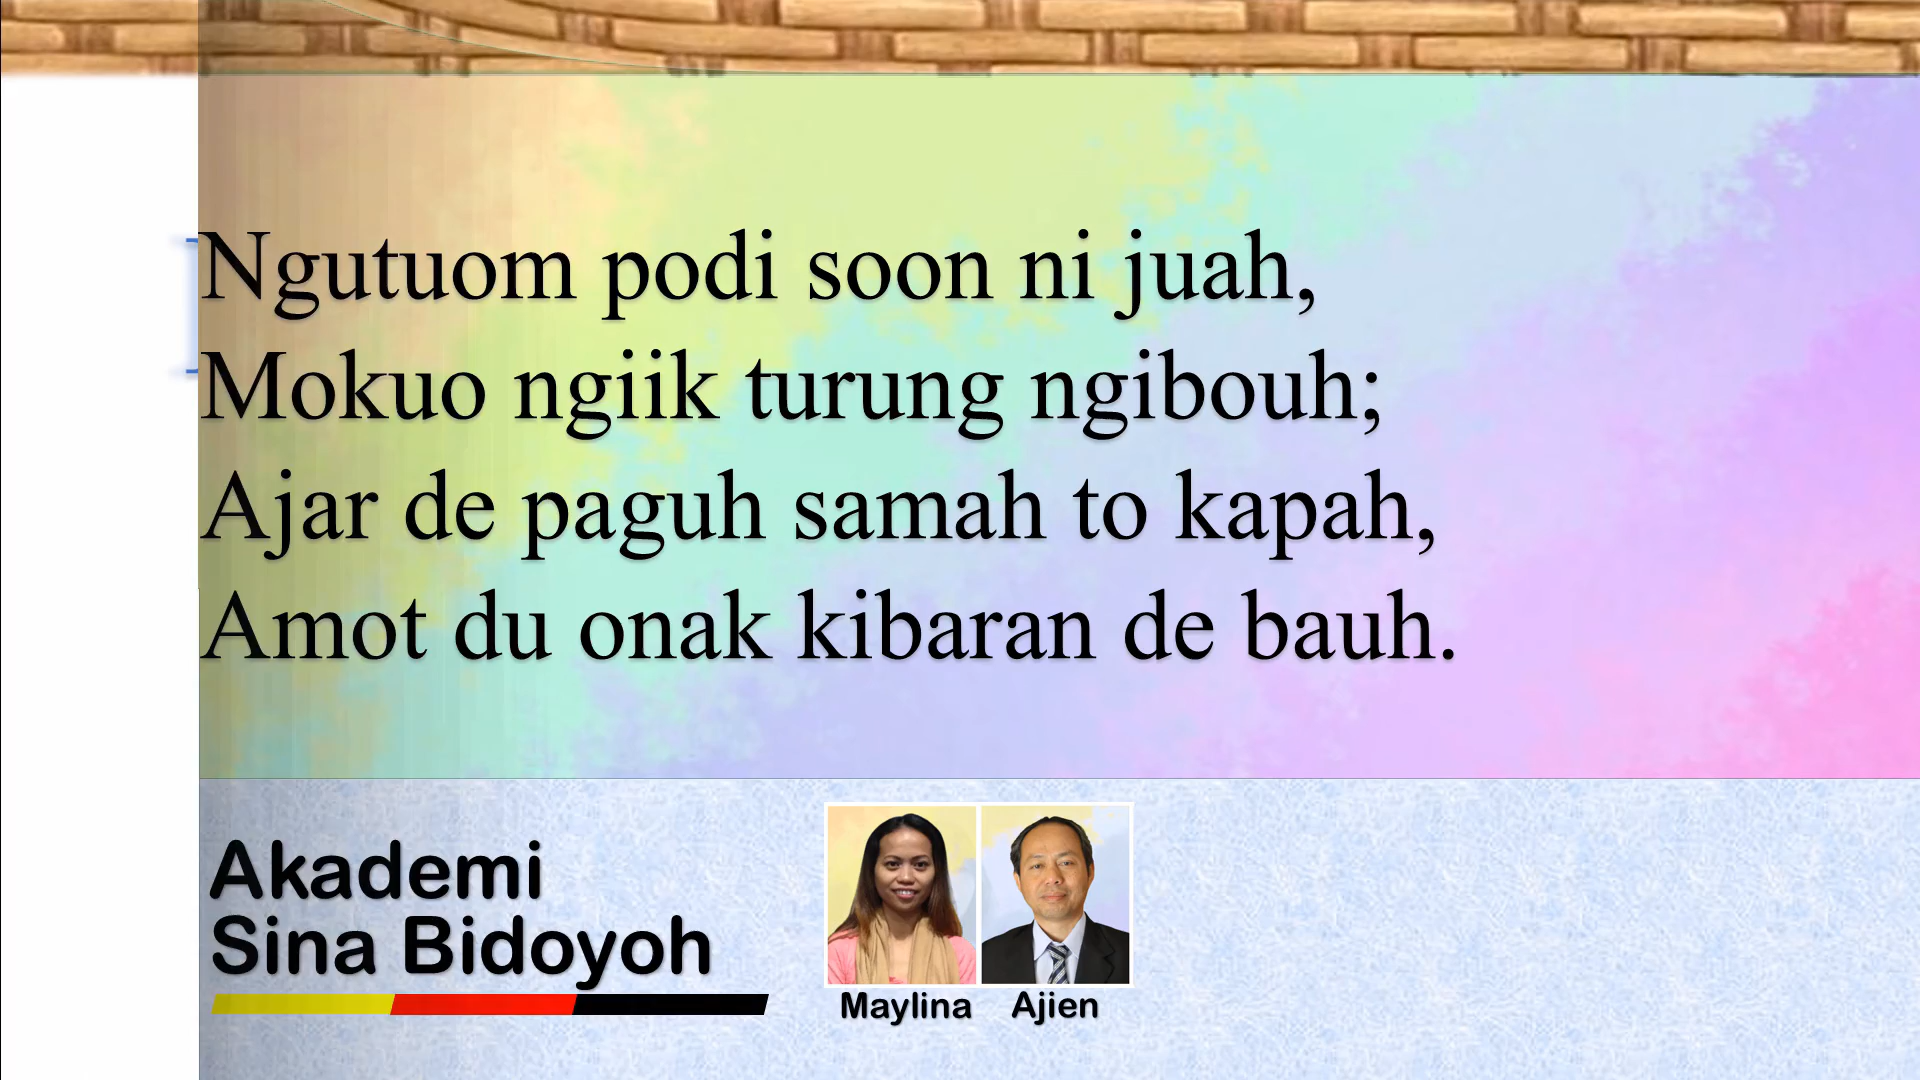 Ngutuom podi soon ni juah,
Mokuo ngiik turung ngibouh;
Ajar de paguh samah to kapah,
Amot du onak kibaran de bauh.
Akademi
Sina Bidoyoh
Maylina
Ajien